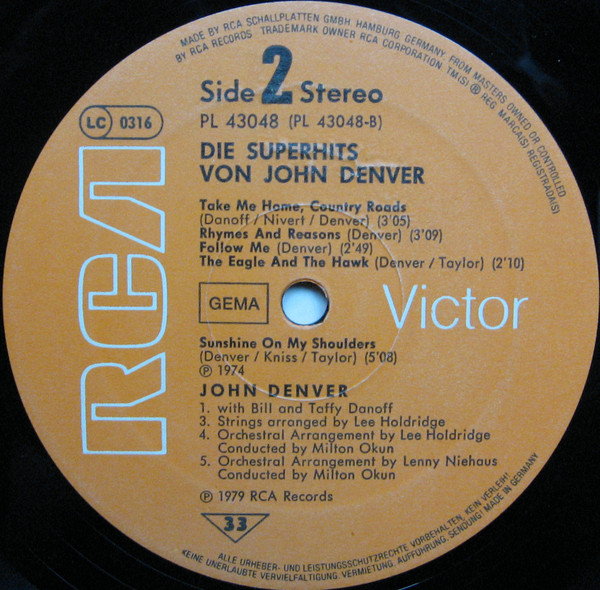 MADE BY RCA SCHALLPLATTEN GMBH, HAMBURG, GERMANY, FROM MASTERS OWNED OR CONTROLLED
BY RCA RECORDS TRADEMARK OWNER RCA CORPORATION TM(S) ® REG MARCA(S) REGISTRADA(S)
Side 2 Stereo
LC 0316
PL 43048 (PL 43048-B)
DIE SUPERHITS
VON JOHN DENVER
Take Me Home, Country Roads
(Danoff / Nivert / Denver) (3'05)
Rhymes And Reasons (Denver) (3'09)
Follow Me (Denver) (2'49)
The Eagle And The Hawk (Denver / Taylor) (2'10)
RCA
GEMA
Victor
Sunshine On My Shoulders
(Denver / Kniss / Taylor) (5'08)
℗ 1974
JOHN DENVER
1. with Bill and Taffy Danoff
3. Strings arranged by Lee Holdridge
4. Orchestral Arrangement by Lee Holdridge
Conducted by Milton Okun
5. Orchestral Arrangement by Lenny Niehaus
Conducted by Milton Okun
℗ 1979 RCA Records
33
ALLE URHEBER- UND LEISTUNGSSCHUTZRECHTE VORBEHALTEN, KEIN VERLEIH!
KEINE UNERLAUBTE VERVIELFÄLTIGUNG, VERMIETUNG, AUFFÜHRUNG, SENDUNG! MADE IN GERMANY